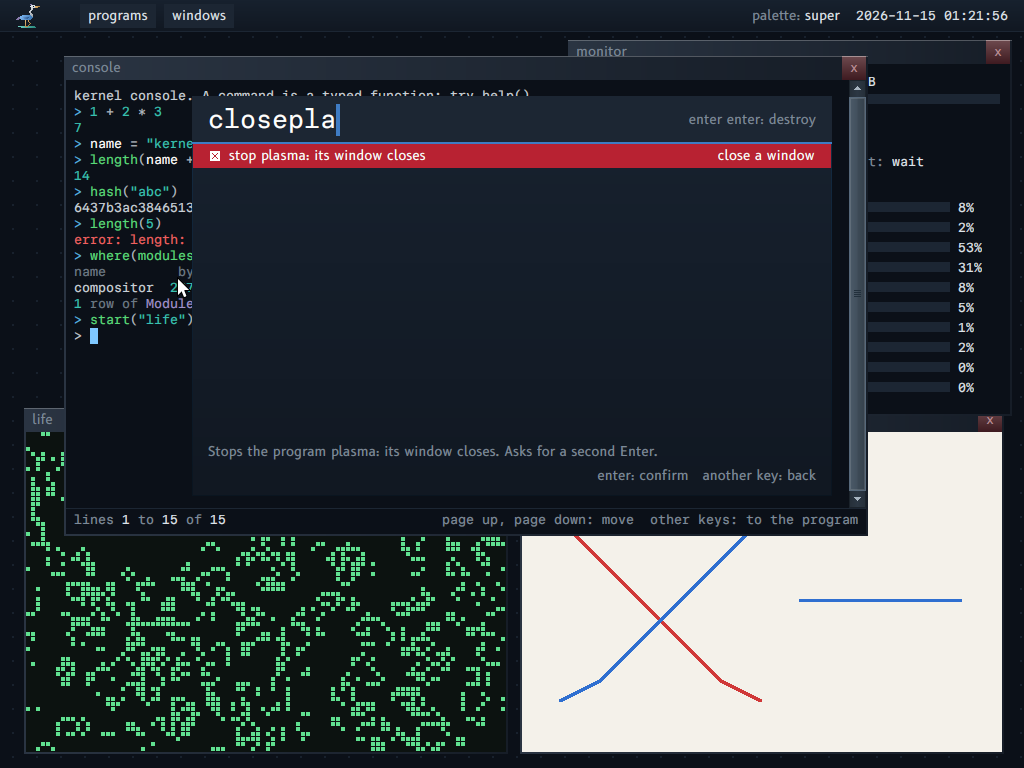 programs windows palette: super 2026-11-15 01:21:56
monitor x
console x
kernel console. A command is a typed function: try help()
B
> 1 + 2 * 3
7
> name = "kerne
> length(name +
14
> hash("abc")
6437b3ac3846513
> length(5)
error: length:
> where(modules
name by
compositor 2 7
1 row of Module
> start("life")
>
closepla enter enter: destroy
stop plasma: its window closes close a window
Stops the program plasma: its window closes. Asks for a second Enter.
enter: confirm another key: back
t: wait
8%
2%
53%
31%
8%
5%
1%
2%
0%
0%
lines 1 to 15 of 15 page up, page down: move other keys: to the program
life
x